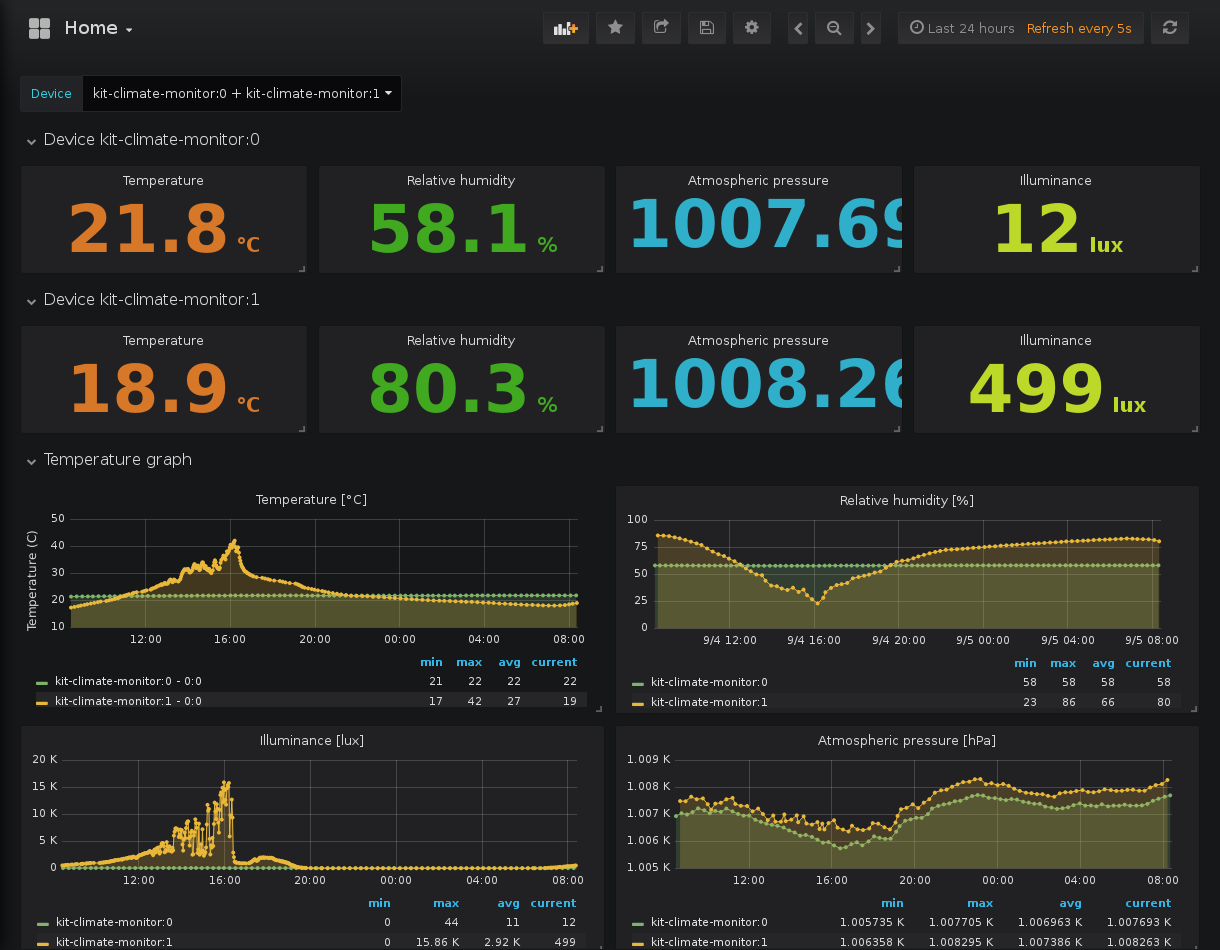 Home
Last 24 hours Refresh every 5s
Device kit-climate-monitor:0 + kit-climate-monitor:1
Device kit-climate-monitor:0
Temperature Relative humidity Atmospheric pressure Illuminance
21.8 °C 58.1 % 1007.69 12 lux
Device kit-climate-monitor:1
Temperature Relative humidity Atmospheric pressure Illuminance
18.9 °C 80.3 % 1008.26 499 lux
Temperature graph
Temperature [°C]
Temperature (C)
50
40
30
20
10
12:00 16:00 20:00 00:00 04:00 08:00
min max avg current
kit-climate-monitor:0 - 0:0 21 22 22 22
kit-climate-monitor:1 - 0:0 17 42 27 19
Relative humidity [%]
100
75
50
25
0
9/4 12:00 9/4 16:00 9/4 20:00 9/5 00:00 9/5 04:00 9/5 08:00
min max avg current
kit-climate-monitor:0 58 58 58 58
kit-climate-monitor:1 23 86 66 80
Illuminance [lux]
20 K
15 K
10 K
5 K
0
12:00 16:00 20:00 00:00 04:00 08:00
min max avg current
kit-climate-monitor:0 0 44 11 12
kit-climate-monitor:1 0 15.86 K 2.92 K 499
Atmospheric pressure [hPa]
1.009 K
1.008 K
1.007 K
1.006 K
1.005 K
12:00 16:00 20:00 00:00 04:00 08:00
min max avg current
kit-climate-monitor:0 1.005735 K 1.007705 K 1.006963 K 1.007693 K
kit-climate-monitor:1 1.006358 K 1.008295 K 1.007386 K 1.008263 K